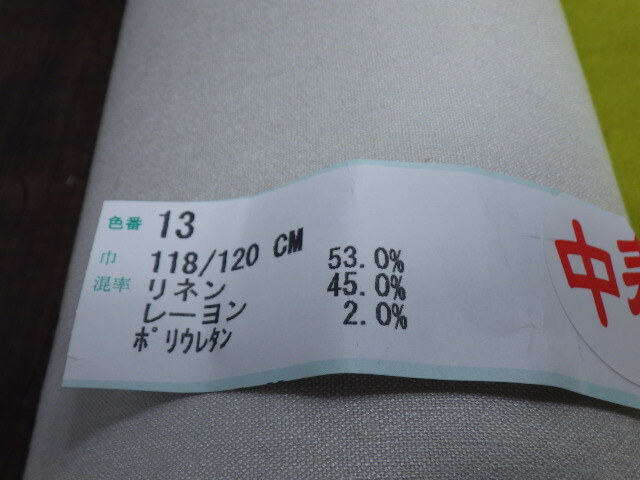 色番 13
巾 118/120 CM
混率 リネン 53.0%
レーヨン 45.0%
ポリウレタン 2.0%
中